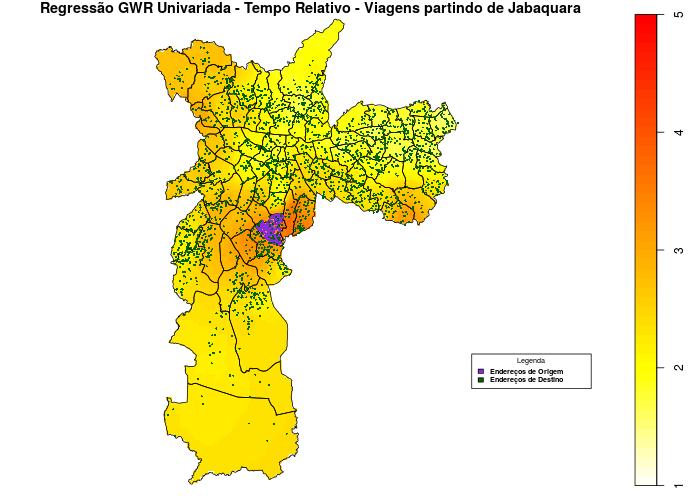 Regressão GWR Univariada - Tempo Relativo - Viagens partindo de Jabaquara
5
4
3
2
1
Legenda
Endereços de Origem
Endereços de Destino